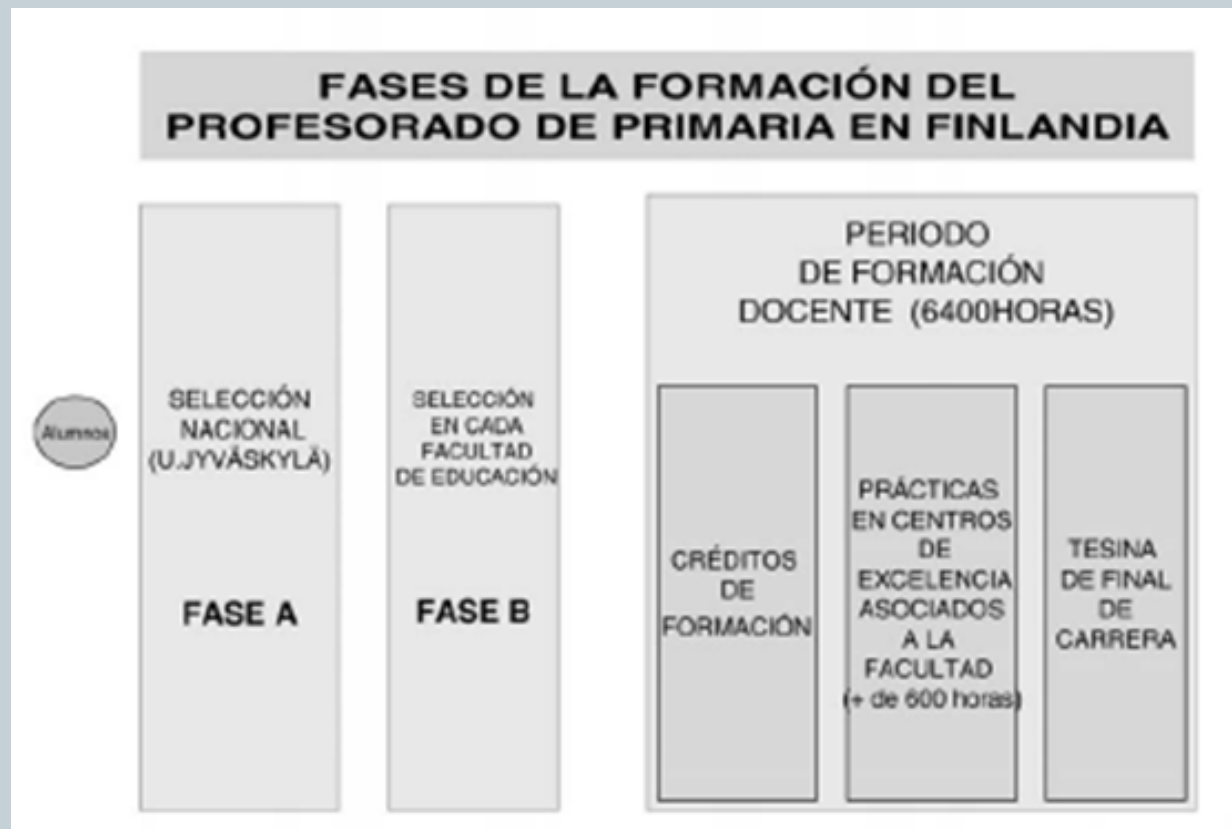 FASES DE LA FORMACIÓN DEL
PROFESORADO DE PRIMARIA EN FINLANDIA
Alumnos
SELECCIÓN
NACIONAL
(U.JYVÄSKYLÄ)
FASE A
SELECCIÓN
EN CADA
FACULTAD
DE EDUCACIÓN
FASE B
PERIODO
DE FORMACIÓN
DOCENTE (6400HORAS)
CRÉDITOS
DE
FORMACIÓN
PRÁCTICAS
EN CENTROS
DE
EXCELENCIA
ASOCIADOS
A LA
FACULTAD
(+ de 600 horas)
TESINA
DE FINAL
DE
CARRERA